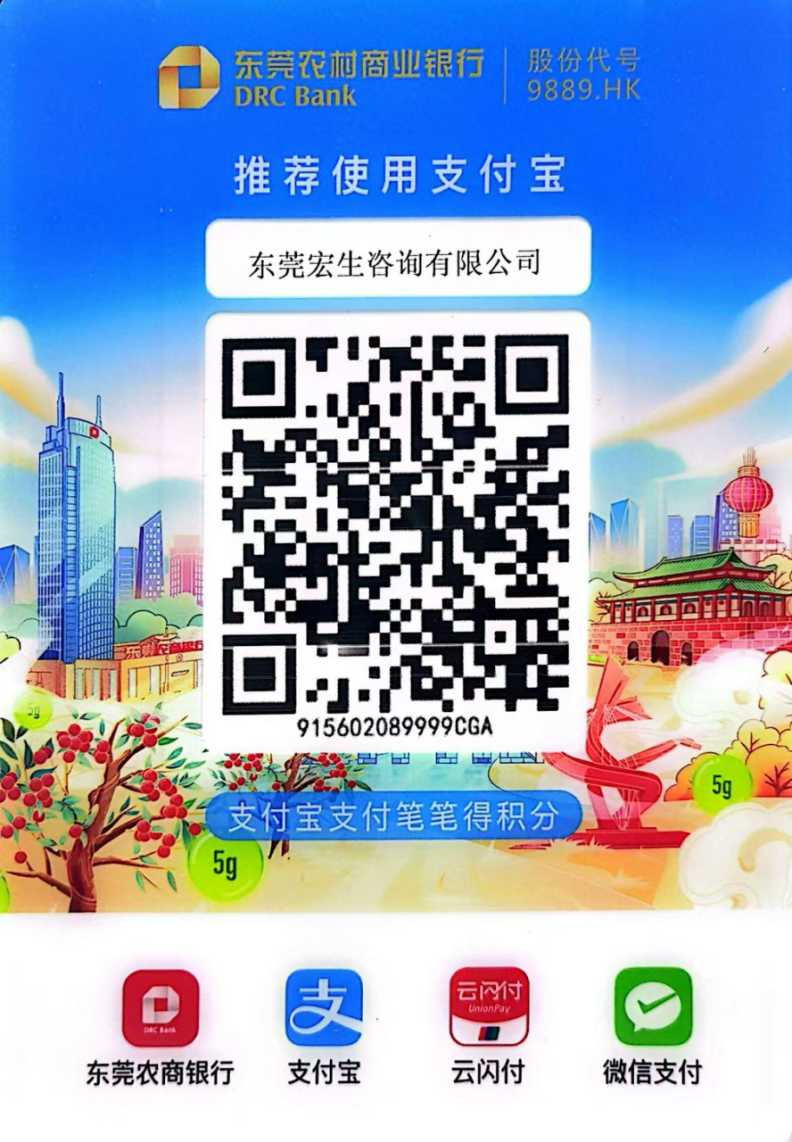 东莞农村商业银行
DRC Bank
股份代号
9889.HK
推荐使用支付宝
东莞宏生咨询有限公司
915602089999CGA
5g
5g
支付宝支付笔笔得积分
5g
DRC Bank
东莞农商银行
支
支付宝
云闪付
UnionPay
云闪付
微信支付